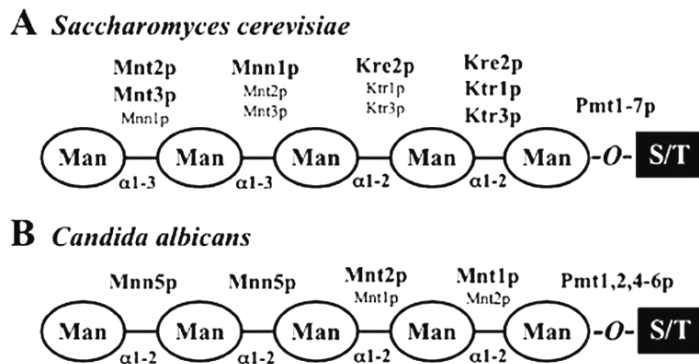 A Saccharomyces cerevisiae
Mnt2p Mnn1p Kre2p Kre2p
Mnt3p Mnt2p Ktr1p Ktr1p
Mnn1p Mnt3p Ktr3p Ktr3p Pmt1-7p
Man Man Man Man Man -O- S/T
α1-3 α1-3 α1-2 α1-2
B Candida albicans
Mnn5p Mnn5p Mnt2p Mnt1p Pmt1,2,4-6p
Mnt1p Mnt2p
Man Man Man Man Man -O- S/T
α1-2 α1-2 α1-2 α1-2